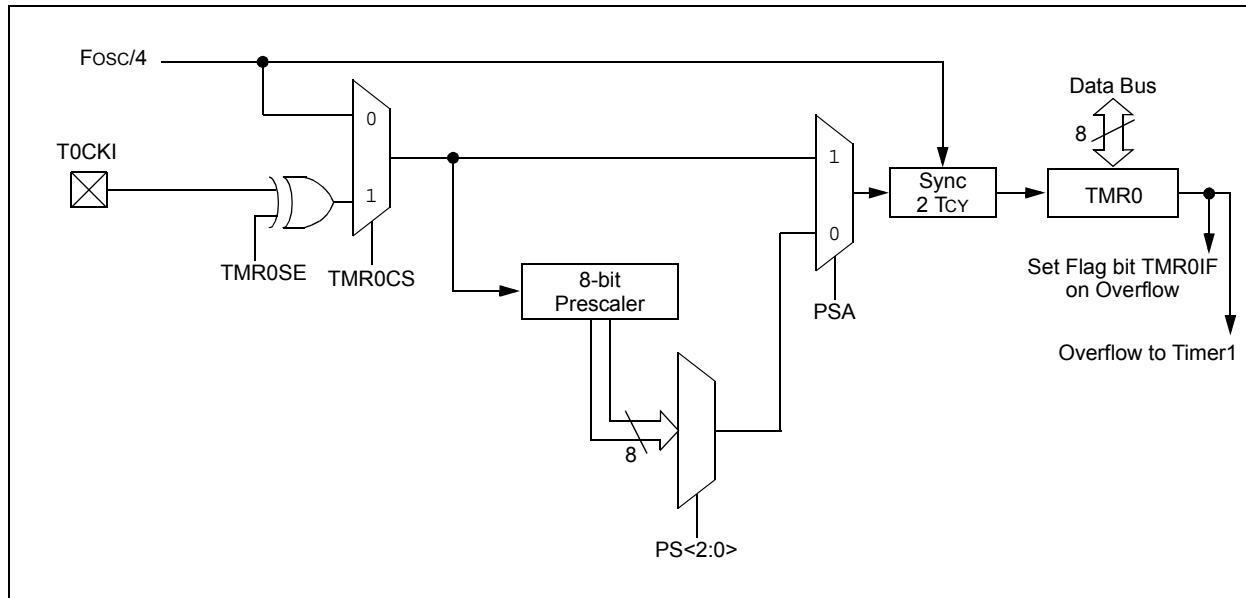 FOSC/4
Data Bus
8
T0CKI
0
1
1
0
Sync
2 TCY
TMR0
TMR0SE
TMR0CS
8-bit
Prescaler
PSA
Set Flag bit TMR0IF
on Overflow
Overflow to Timer1
8
PS<2:0>